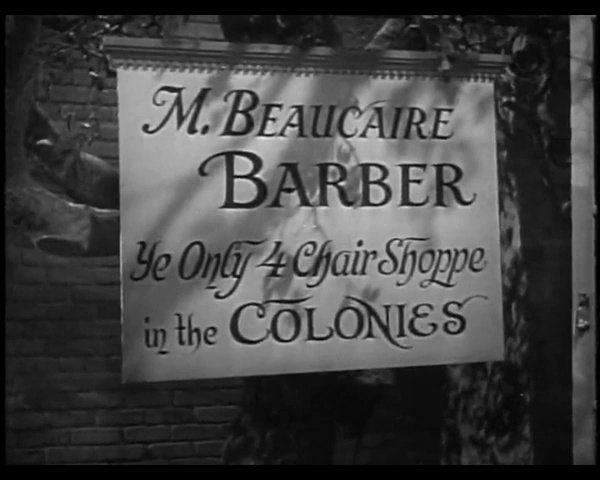 M. BEAUCAIRE
BARBER
Ye Only 4 Chair Shoppe
in the COLONIES